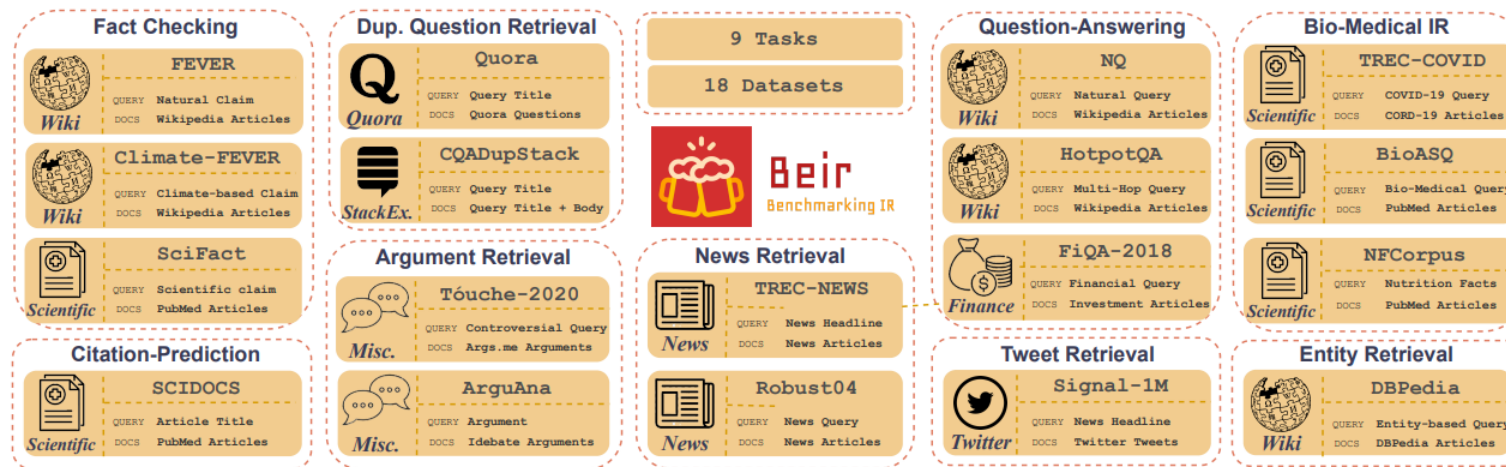 Fact Checking
FEVER
QUERY Natural Claim
DOCS Wikipedia Articles
Wiki
Climate-FEVER
QUERY Climate-based Claim
DOCS Wikipedia Articles
Wiki
SciFact
QUERY Scientific claim
DOCS PubMed Articles
Scientific
Citation-Prediction
SCIDOCS
QUERY Article Title
DOCS PubMed Articles
Scientific
Dup. Question Retrieval
Q
Quora
QUERY Query Title
DOCS Quora Questions
Quora
CQADupStack
QUERY Query Title
DOCS Query Title + Body
StackEx.
Argument Retrieval
Tóuche-2020
QUERY Controversial Query
DOCS Args.me Arguments
Misc.
ArguAna
QUERY Argument
DOCS Idebate Arguments
Misc.
9 Tasks
18 Datasets
Beir
Benchmarking IR
News Retrieval
TREC-NEWS
QUERY News Headline
DOCS News Articles
News
Robust04
QUERY News Query
DOCS News Articles
News
Question-Answering
NQ
QUERY Natural Query
DOCS Wikipedia Articles
Wiki
HotpotQA
QUERY Multi-Hop Query
DOCS Wikipedia Articles
Wiki
FiQA-2018
QUERY Financial Query
DOCS Investment Articles
$
Finance
Tweet Retrieval
Signal-1M
QUERY News Headline
DOCS Twitter Tweets
Twitter
Bio-Medical IR
TREC-COVID
QUERY COVID-19 Query
DOCS CORD-19 Articles
Scientific
BioASQ
QUERY Bio-Medical Query
DOCS PubMed Articles
Scientific
NFCorpus
QUERY Nutrition Facts
DOCS PubMed Articles
Scientific
Entity Retrieval
DBPedia
QUERY Entity-based Query
DOCS DBPedia Articles
Wiki